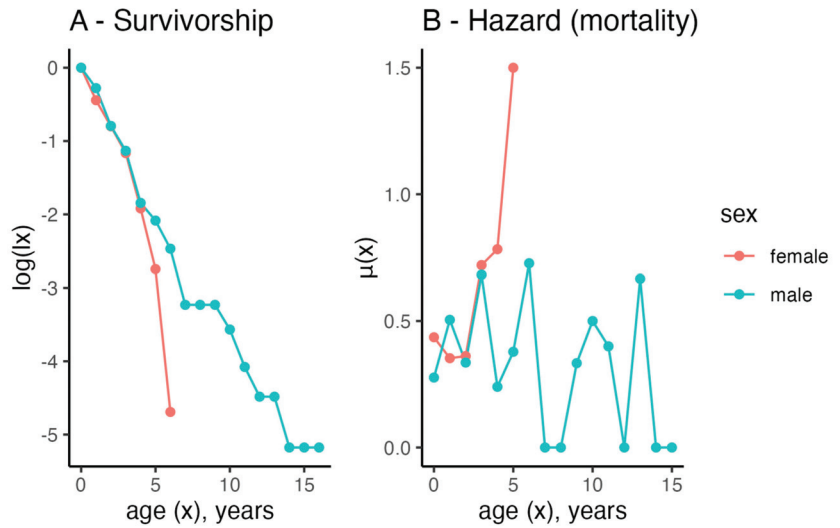 A - Survivorship
0
-1
-2
-3
-4
-5
log(lx)
0 5 10 15
age (x), years
B - Hazard (mortality)
1.5
1.0
0.5
0.0
μ(x)
0 5 10 15
age (x), years
sex
female
male